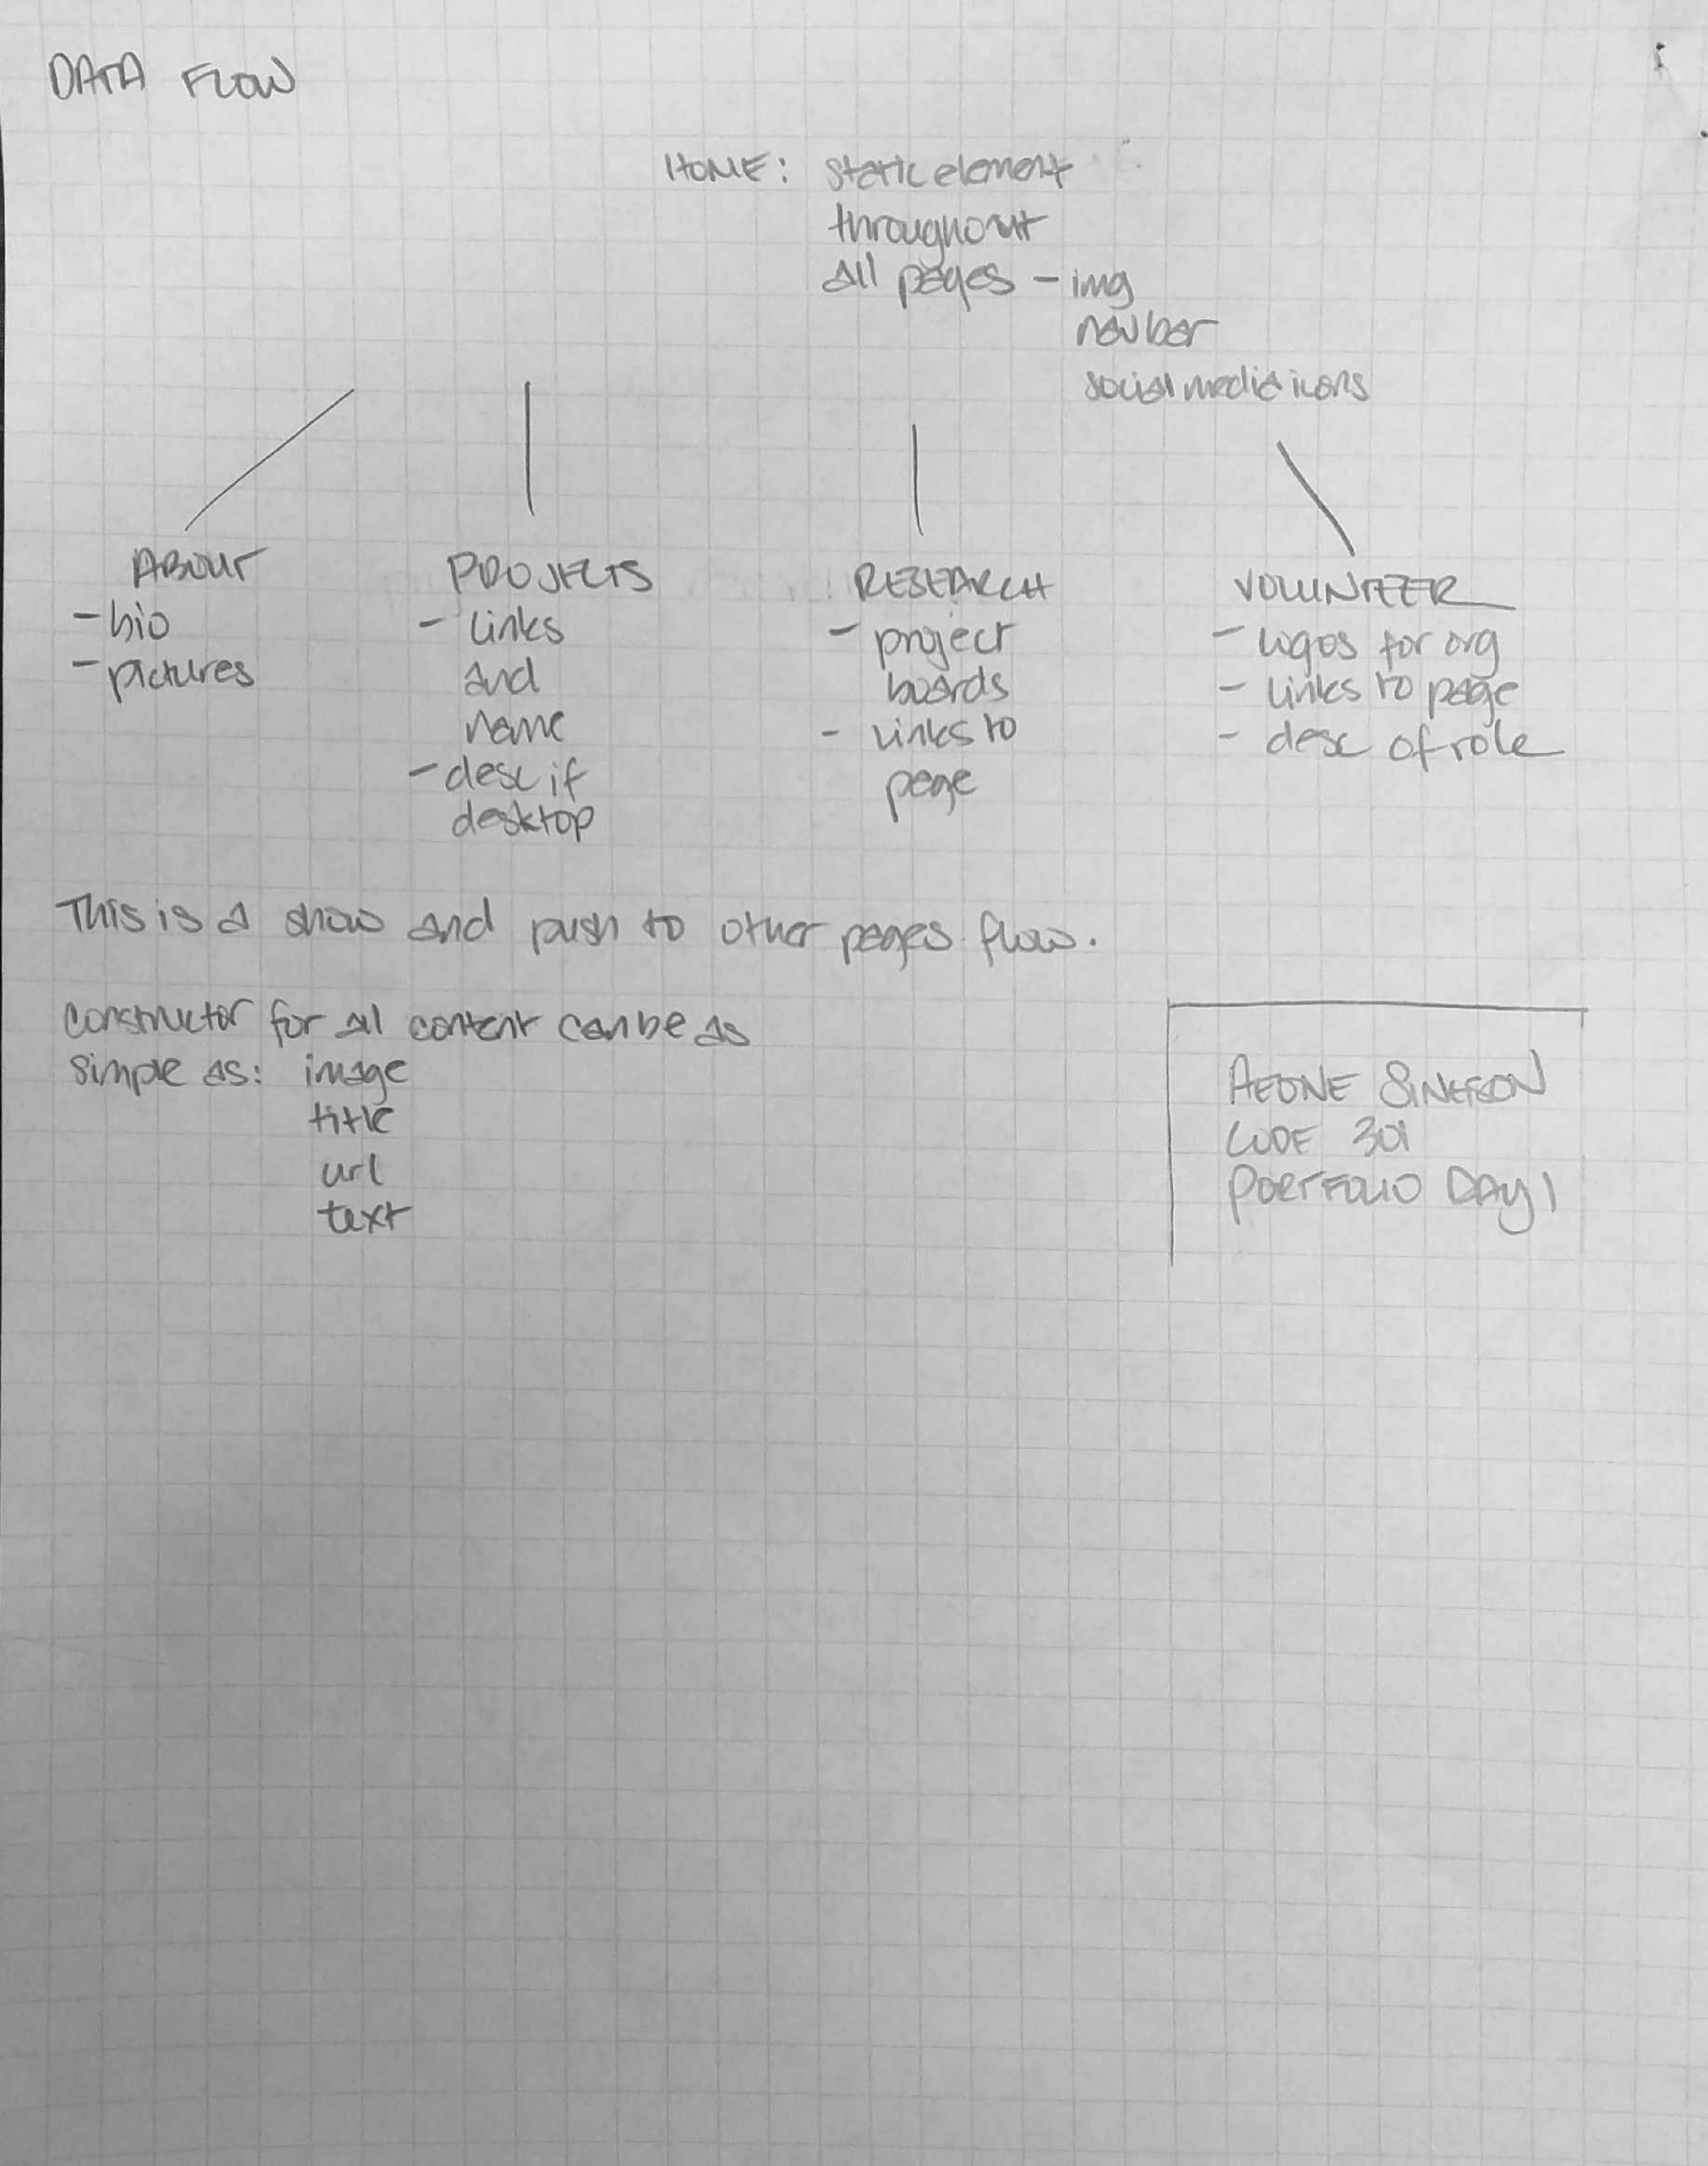 DATA FLOW
HOME: static element
throughout
all pages - img
navbar
social media icons
ABOUT
- bio
- pictures
PROJECTS
- links
and
name
- desc if
desktop
RESEARCH
- project
boards
- links to
page
VOLUNTEER
- logos for org
- links to page
- desc of role
This is a show and push to other pages flow.
constructor for all content can be as
simple as: image
title
url
text
CODE 301
PORTFOLIO DAY 1